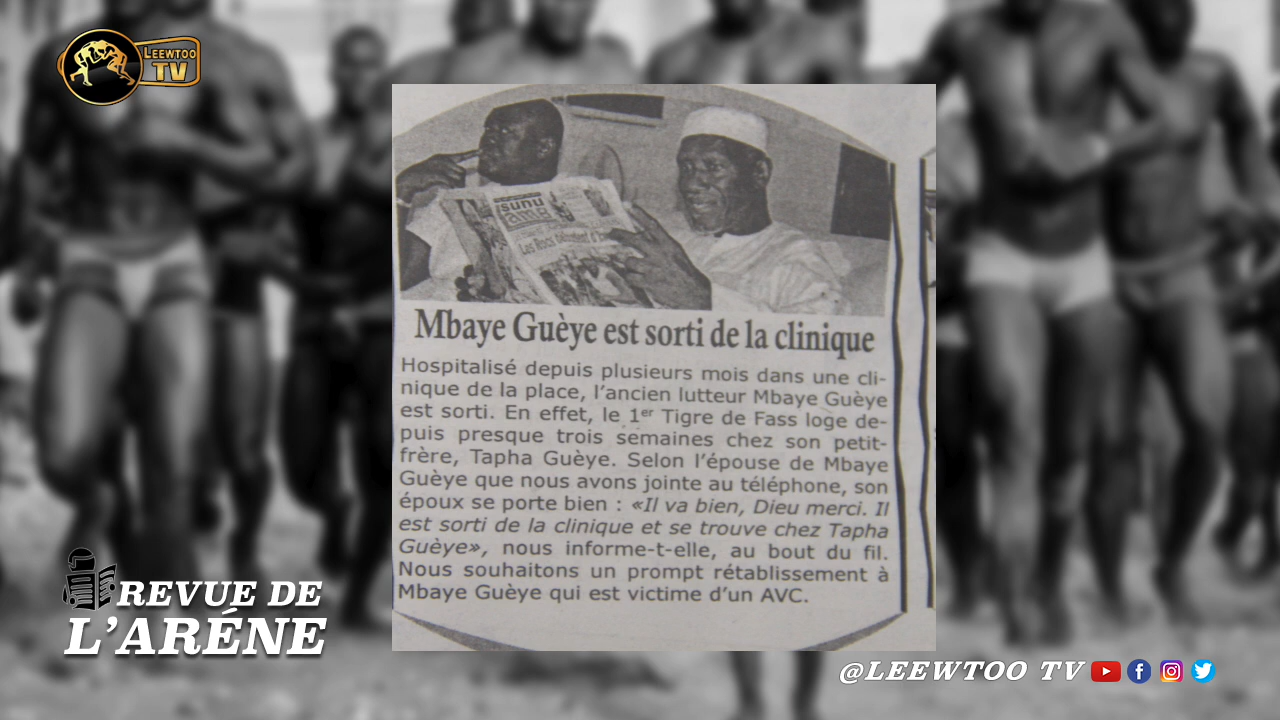 LEEWTOO
TV
sunu
Mbaye Guèye est sorti de la clinique
Hospitalisé depuis plusieurs mois dans une cli-
nique de la place, l'ancien lutteur Mbaye Guèye
est sorti. En effet, le 1er Tigre de Fass loge de-
puis presque trois semaines chez son petit-
frère, Tapha Guèye. Selon l'épouse de Mbaye
Guèye que nous avons jointe au téléphone, son
époux se porte bien : «Il va bien, Dieu merci. Il
est sorti de la clinique et se trouve chez Tapha
Guèye», nous informe-t-elle, au bout du fil.
Nous souhaitons un prompt rétablissement à
Mbaye Guèye qui est victime d'un AVC.
REVUE DE
L'ARÉNE
@LEEWTOO TV